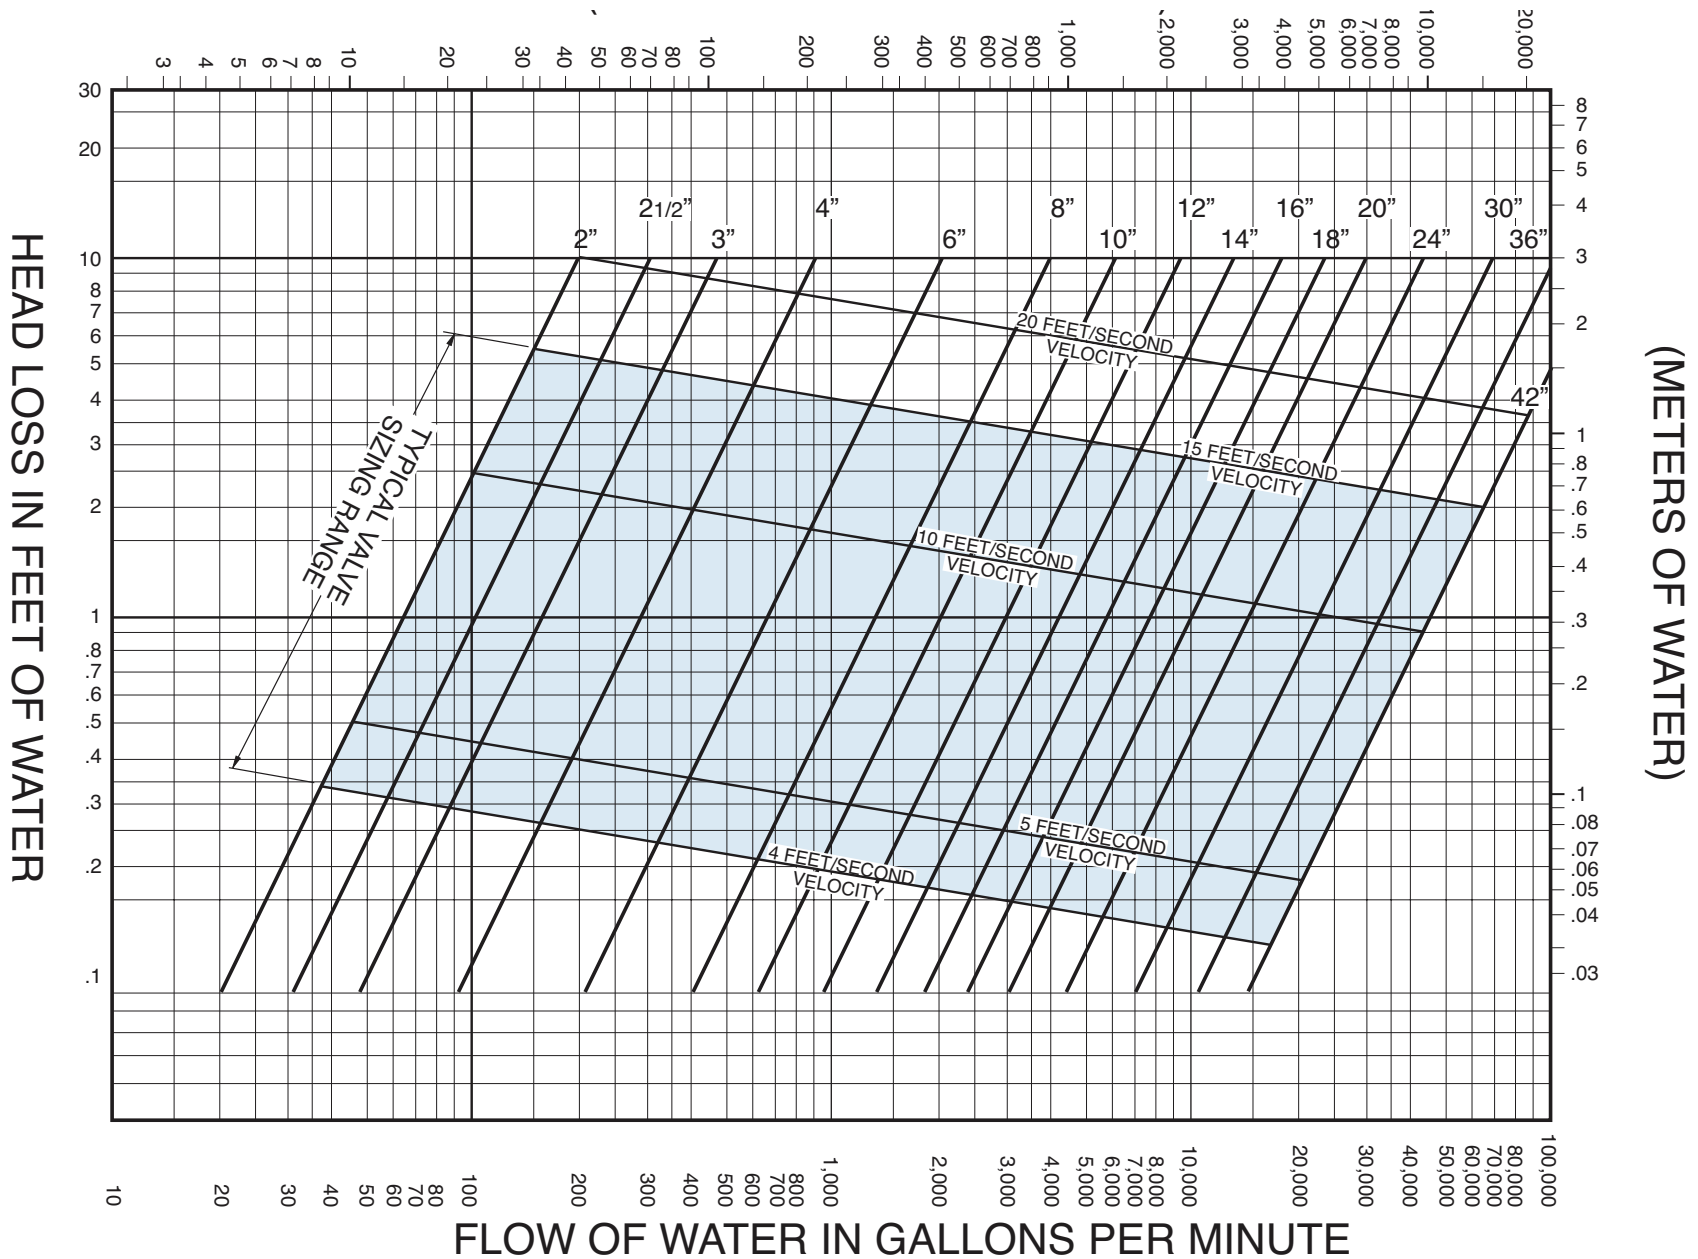 3 4 5 6 7 8 10 20 30 40 50 60 70 80 100 200 300 400 500 600 700 800 1,000 2,000 3,000 4,000 5,000 6,000 7,000 8,000 10,000 20,000
30
20
10
8
7
6
5
4
3
2
1
.8
.7
.6
.5
.4
.3
.2
.1
HEAD LOSS IN FEET OF WATER
2 1/2” 4” 8” 12” 16” 20” 30”
2” 3” 6” 10” 14” 18” 24” 36”
42”
20 FEET/SECOND
VELOCITY
15 FEET/SECOND
VELOCITY
10 FEET/SECOND
VELOCITY
5 FEET/SECOND
VELOCITY
4 FEET/SECOND
VELOCITY
TYPICAL VALVE
SIZING RANGE
8
7
6
5
4
3
2
1
.8
.7
.6
.5
.4
.3
.2
.1
.08
.07
.06
.05
.04
.03
(METERS OF WATER)
10 20 30 40 50 60 70 80 100 200 300 400 500 600 700 800 1,000 2,000 3,000 4,000 5,000 6,000 7,000 8,000 10,000 20,000 30,000 40,000 50,000 60,000 70,000 80,000 100,000
FLOW OF WATER IN GALLONS PER MINUTE